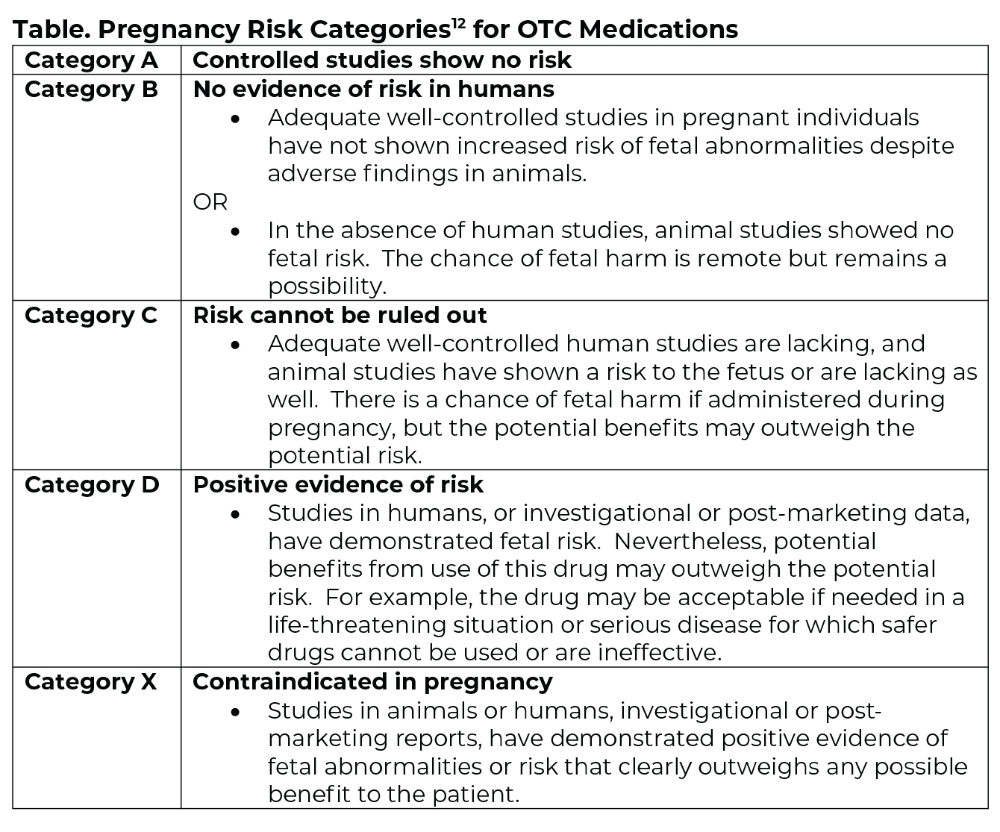 Table. Pregnancy Risk Categories¹² for OTC Medications
Category A Controlled studies show no risk
Category B No evidence of risk in humans
• Adequate well-controlled studies in pregnant individuals
have not shown increased risk of fetal abnormalities despite
adverse findings in animals.
OR
• In the absence of human studies, animal studies showed no
fetal risk.  The chance of fetal harm is remote but remains a
possibility.
Category C Risk cannot be ruled out
• Adequate well-controlled human studies are lacking, and
animal studies have shown a risk to the fetus or are lacking as
well.  There is a chance of fetal harm if administered during
pregnancy, but the potential benefits may outweigh the
potential risk.
Category D Positive evidence of risk
• Studies in humans, or investigational or post-marketing data,
have demonstrated fetal risk.  Nevertheless, potential
benefits from use of this drug may outweigh the potential
risk.  For example, the drug may be acceptable if needed in a
life-threatening situation or serious disease for which safer
drugs cannot be used or are ineffective.
Category X Contraindicated in pregnancy
• Studies in animals or humans, investigational or post-
marketing reports, have demonstrated positive evidence of
fetal abnormalities or risk that clearly outweighs any possible
benefit to the patient.